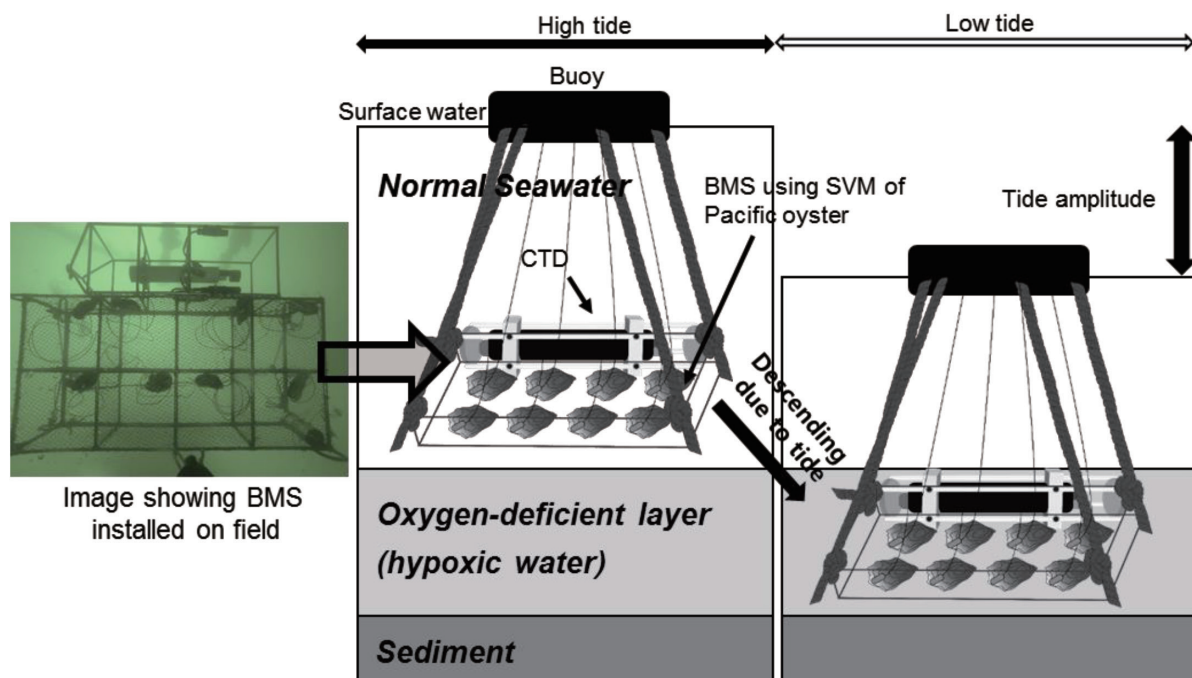 High tide
Low tide
Buoy
Surface water
Normal Seawater
BMS using SVM of
Pacific oyster
Tide amplitude
CTD
Descending
due to tide
Image showing BMS
installed on field
Oxygen-deficient layer
(hypoxic water)
Sediment